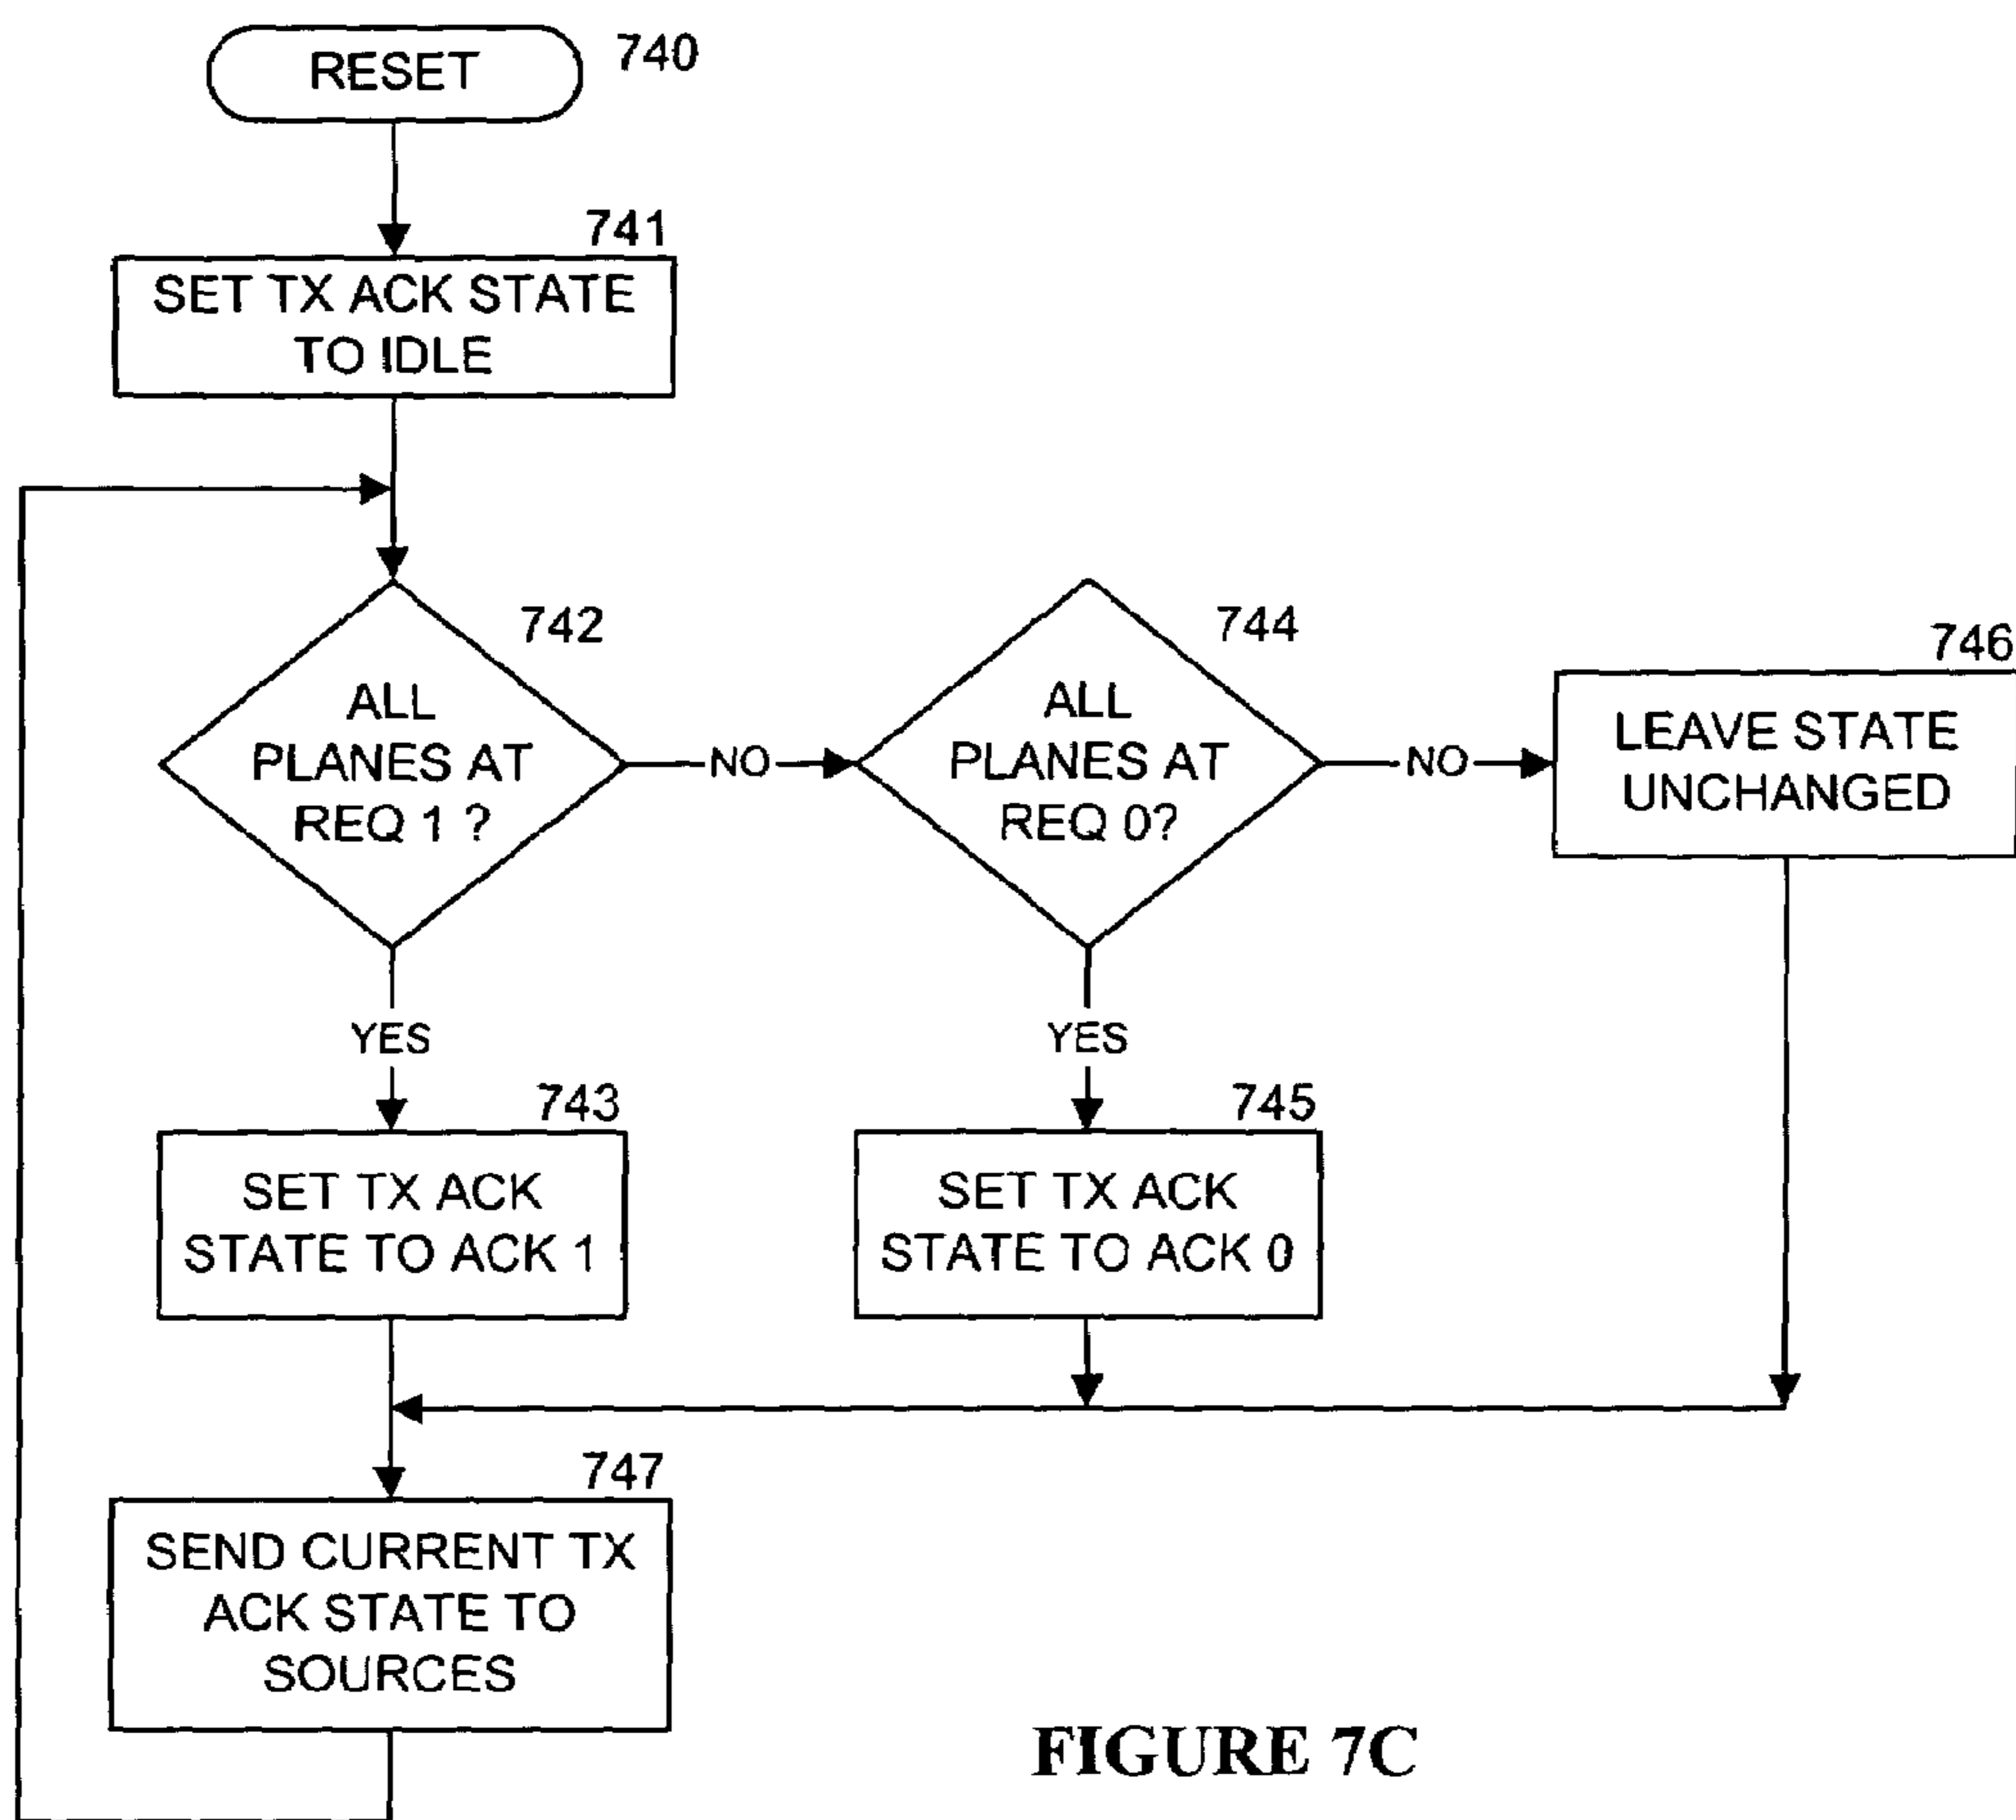 RESET
740
741
SET TX ACK STATE
TO IDLE
742
ALL
PLANES AT
REQ 1 ?
NO
744
ALL
PLANES AT
REQ 0?
NO
746
LEAVE STATE
UNCHANGED
YES
YES
743
SET TX ACK
STATE TO ACK 1
745
SET TX ACK
STATE TO ACK 0
747
SEND CURRENT TX
ACK STATE TO
SOURCES
FIGURE 7C